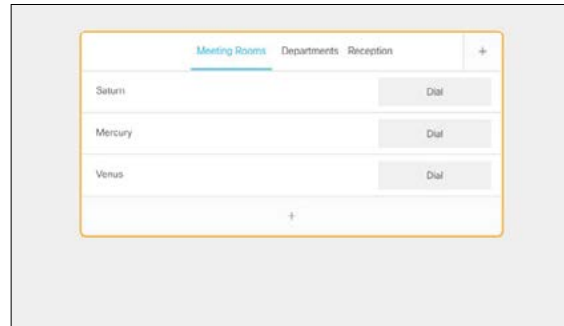 Meeting Rooms Departments Reception +
Saturn Dial
Mercury Dial
Venus Dial
+